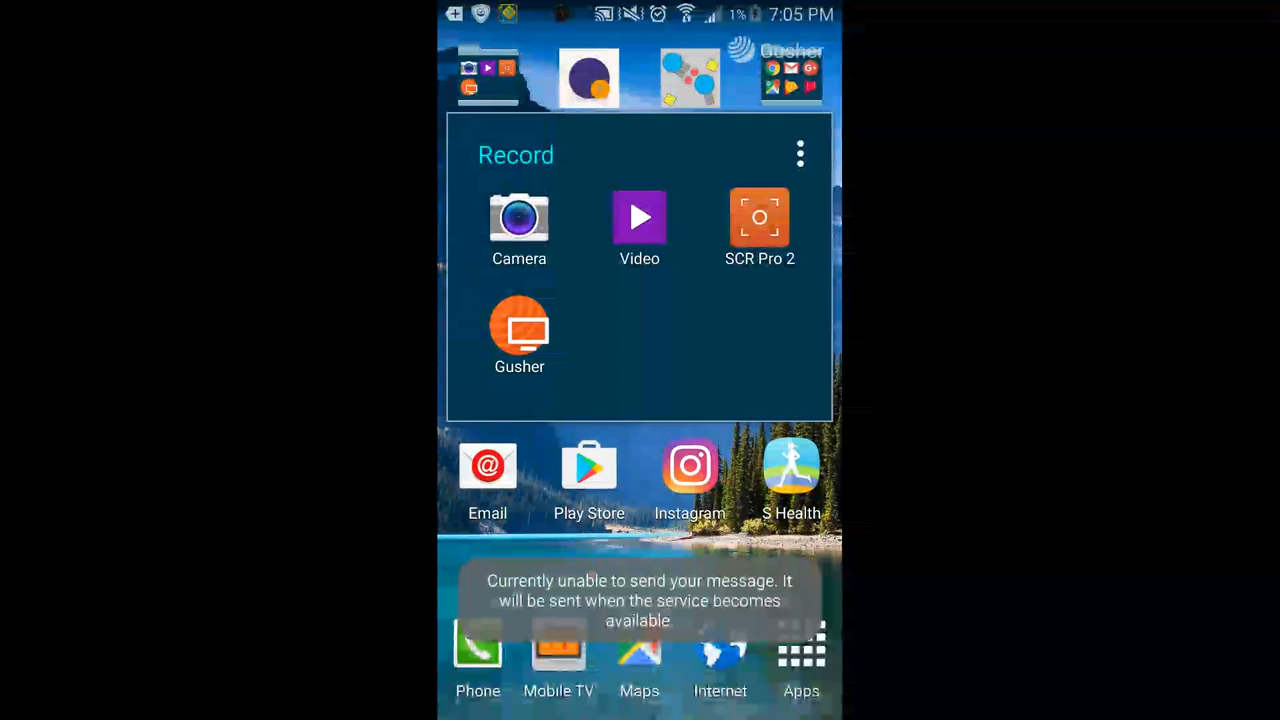 1% 7:05 PM
Gusher
Record
Camera
Video
SCR Pro 2
Gusher
Email
Play Store
Instagram
S Health
Currently unable to send your message. It
will be sent when the service becomes
available
Phone
Mobile TV
Maps
Internet
Apps